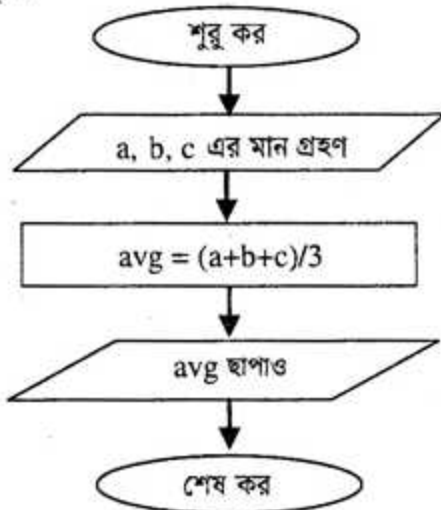 শুরু কর
a, b, c এর মান গ্রহণ
avg = (a+b+c)/3
avg ছাপাও
শেষ কর